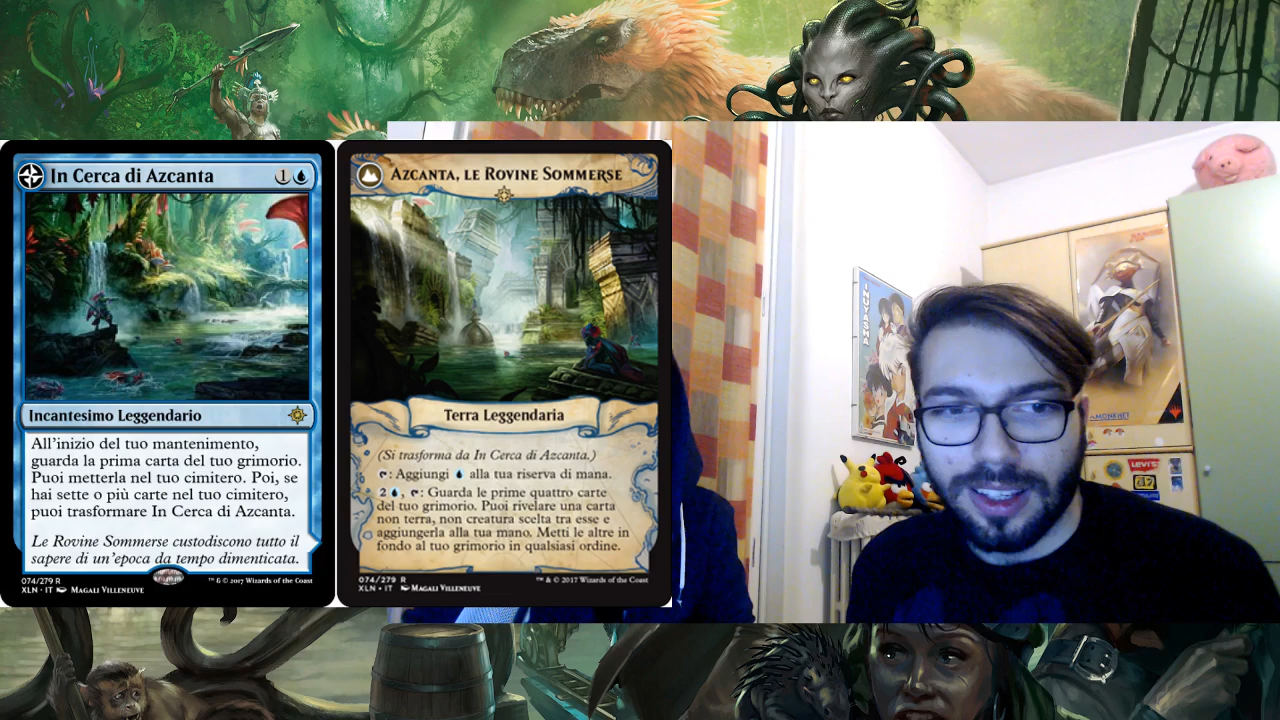 In Cerca di Azcanta
1
Incantesimo Leggendario
All'inizio del tuo mantenimento,
guarda la prima carta del tuo grimorio.
Puoi metterla nel tuo cimitero. Poi, se
hai sette o più carte nel tuo cimitero,
puoi trasformare In Cerca di Azcanta.
Le Rovine Sommerse custodiscono tutto il
sapere di un'epoca da tempo dimenticata.
074/279 R
XLN • IT Magali Villeneuve
™ & © 2017 Wizards of the Coast
Azcanta, le Rovine Sommerse
Terra Leggendaria
(Si trasforma da In Cerca di Azcanta.)
: Aggiungi alla tua riserva di mana.
2 , : Guarda le prime quattro carte
del tuo grimorio. Puoi rivelare una carta
non terra, non creatura scelta tra esse e
aggiungerla alla tua mano. Metti le altre in
fondo al tuo grimorio in qualsiasi ordine.
074/279 R
XLN • IT Magali Villeneuve
™ & © 2017 Wizards of the Coast
INUYASHA
LEVI'S